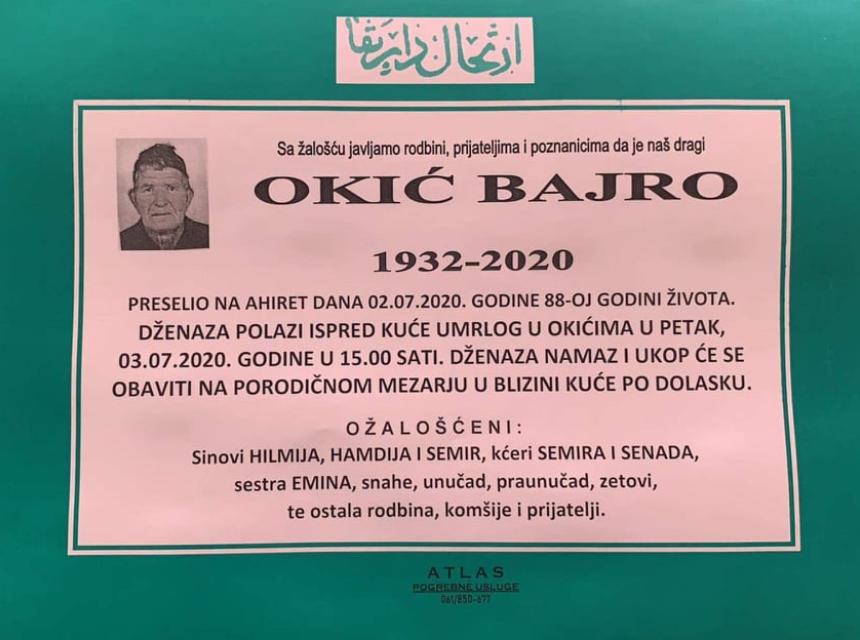 ارتحال دار بقا
Sa žalošću javljamo rodbini, prijateljima i poznanicima da je naš dragi
OKIĆ BAJRO
1932-2020
PRESELIO NA AHIRET DANA 02.07.2020. GODINE 88-OJ GODINI ŽIVOTA.
DŽENAZA POLAZI ISPRED KUĆE UMRLOG U OKIĆIMA U PETAK,
03.07.2020. GODINE U 15.00 SATI. DŽENAZA NAMAZ I UKOP ĆE SE
OBAVITI NA PORODIČNOM MEZARJU U BLIZINI KUĆE PO DOLASKU.
OŽALOŠĆENI:
Sinovi HILMIJA, HAMDIJA I SEMIR, kćeri SEMIRA I SENADA,
sestra EMINA, snahe, unučad, praunučad, zetovi,
te ostala rodbina, komšije i prijatelji.
ATLAS
POGREBNE USLUGE
061/850-677